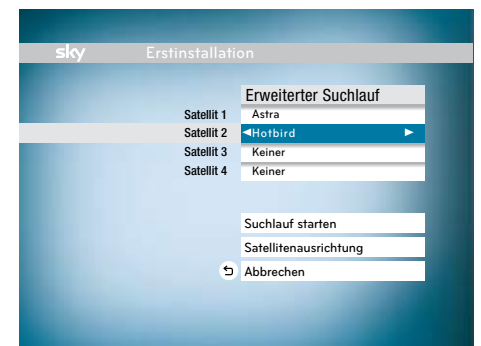 sky Erstinstallation
Erweiterter Suchlauf
Satellit 1 Astra
Satellit 2 Hotbird
Satellit 3 Keiner
Satellit 4 Keiner
Suchlauf starten
Satellitenausrichtung
Abbrechen